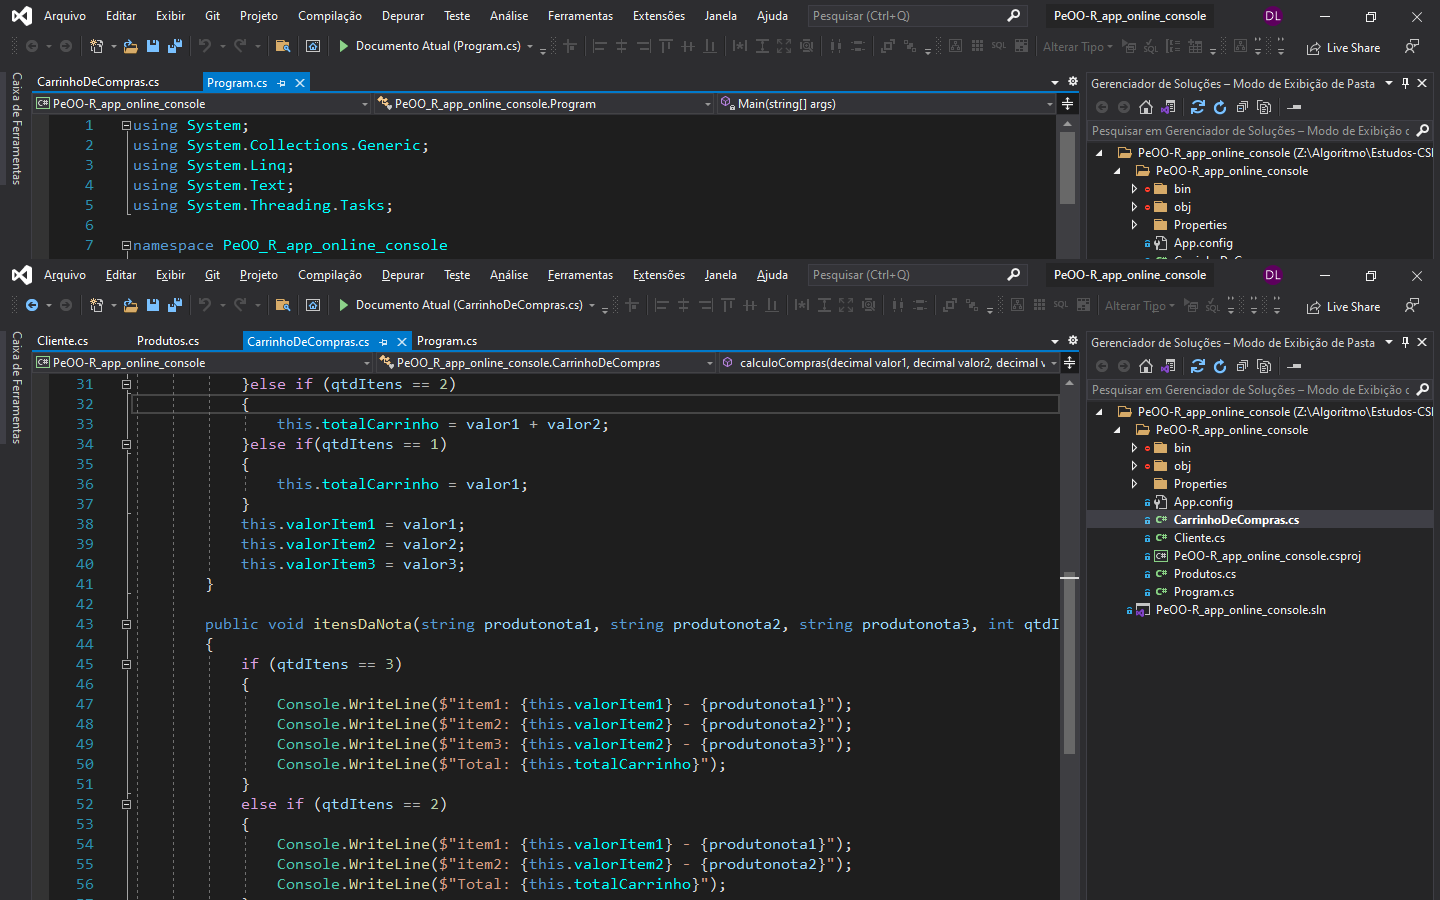 Arquivo Editar Exibir Git Projeto Compilação Depurar Teste Análise Ferramentas Extensões Janela Ajuda Pesquisar (Ctrl+Q) PeOO-R_app_online_console DL
Documento Atual (Program.cs) SQL Alterar Tipo Live Share
Caixa de Ferramentas
CarrinhoDeCompras.cs Program.cs
PeOO-R_app_online_console PeOO_R_app_online_console.Program Main(string[] args)
1 using System;
2 using System.Collections.Generic;
3 using System.Linq;
4 using System.Text;
5 using System.Threading.Tasks;
6
7 namespace PeOO_R_app_online_console
Gerenciador de Soluções – Modo de Exibição de Pasta
Pesquisar em Gerenciador de Soluções – Modo de Exibição c
PeOO-R_app_online_console (Z:\Algoritmo\Estudos-CS
PeOO-R_app_online_console
bin
obj
Properties
App.config
Arquivo Editar Exibir Git Projeto Compilação Depurar Teste Análise Ferramentas Extensões Janela Ajuda Pesquisar (Ctrl+Q) PeOO-R_app_online_console DL
Documento Atual (CarrinhoDeCompras.cs) SQL Alterar Tipo Live Share
Caixa de Ferramentas
Cliente.cs Produtos.cs CarrinhoDeCompras.cs Program.cs
PeOO-R_app_online_console PeOO_R_app_online_console.CarrinhoDeCompras calculoCompras(decimal valor1, decimal valor2, decimal v
31 }else if (qtdItens == 2)
32 {
33 this.totalCarrinho = valor1 + valor2;
34 }else if(qtdItens == 1)
35 {
36 this.totalCarrinho = valor1;
37 }
38 this.valorItem1 = valor1;
39 this.valorItem2 = valor2;
40 this.valorItem3 = valor3;
41 }
42
43 public void itensDaNota(string produtonota1, string produtonota2, string produtonota3, int qtdI
44 {
45 if (qtdItens == 3)
46 {
47 Console.WriteLine($"item1: {this.valorItem1} - {produtonota1}");
48 Console.WriteLine($"item2: {this.valorItem2} - {produtonota2}");
49 Console.WriteLine($"item3: {this.valorItem2} - {produtonota3}");
50 Console.WriteLine($"Total: {this.totalCarrinho}");
51 }
52 else if (qtdItens == 2)
53 {
54 Console.WriteLine($"item1: {this.valorItem1} - {produtonota1}");
55 Console.WriteLine($"item2: {this.valorItem2} - {produtonota2}");
56 Console.WriteLine($"Total: {this.totalCarrinho}");
Gerenciador de Soluções – Modo de Exibição de Pasta
Pesquisar em Gerenciador de Soluções – Modo de Exibição c
PeOO-R_app_online_console (Z:\Algoritmo\Estudos-CS
PeOO-R_app_online_console
bin
obj
Properties
App.config
C# CarrinhoDeCompras.cs
C# Cliente.cs
C# PeOO-R_app_online_console.csproj
C# Produtos.cs
C# Program.cs
PeOO-R_app_online_console.sln